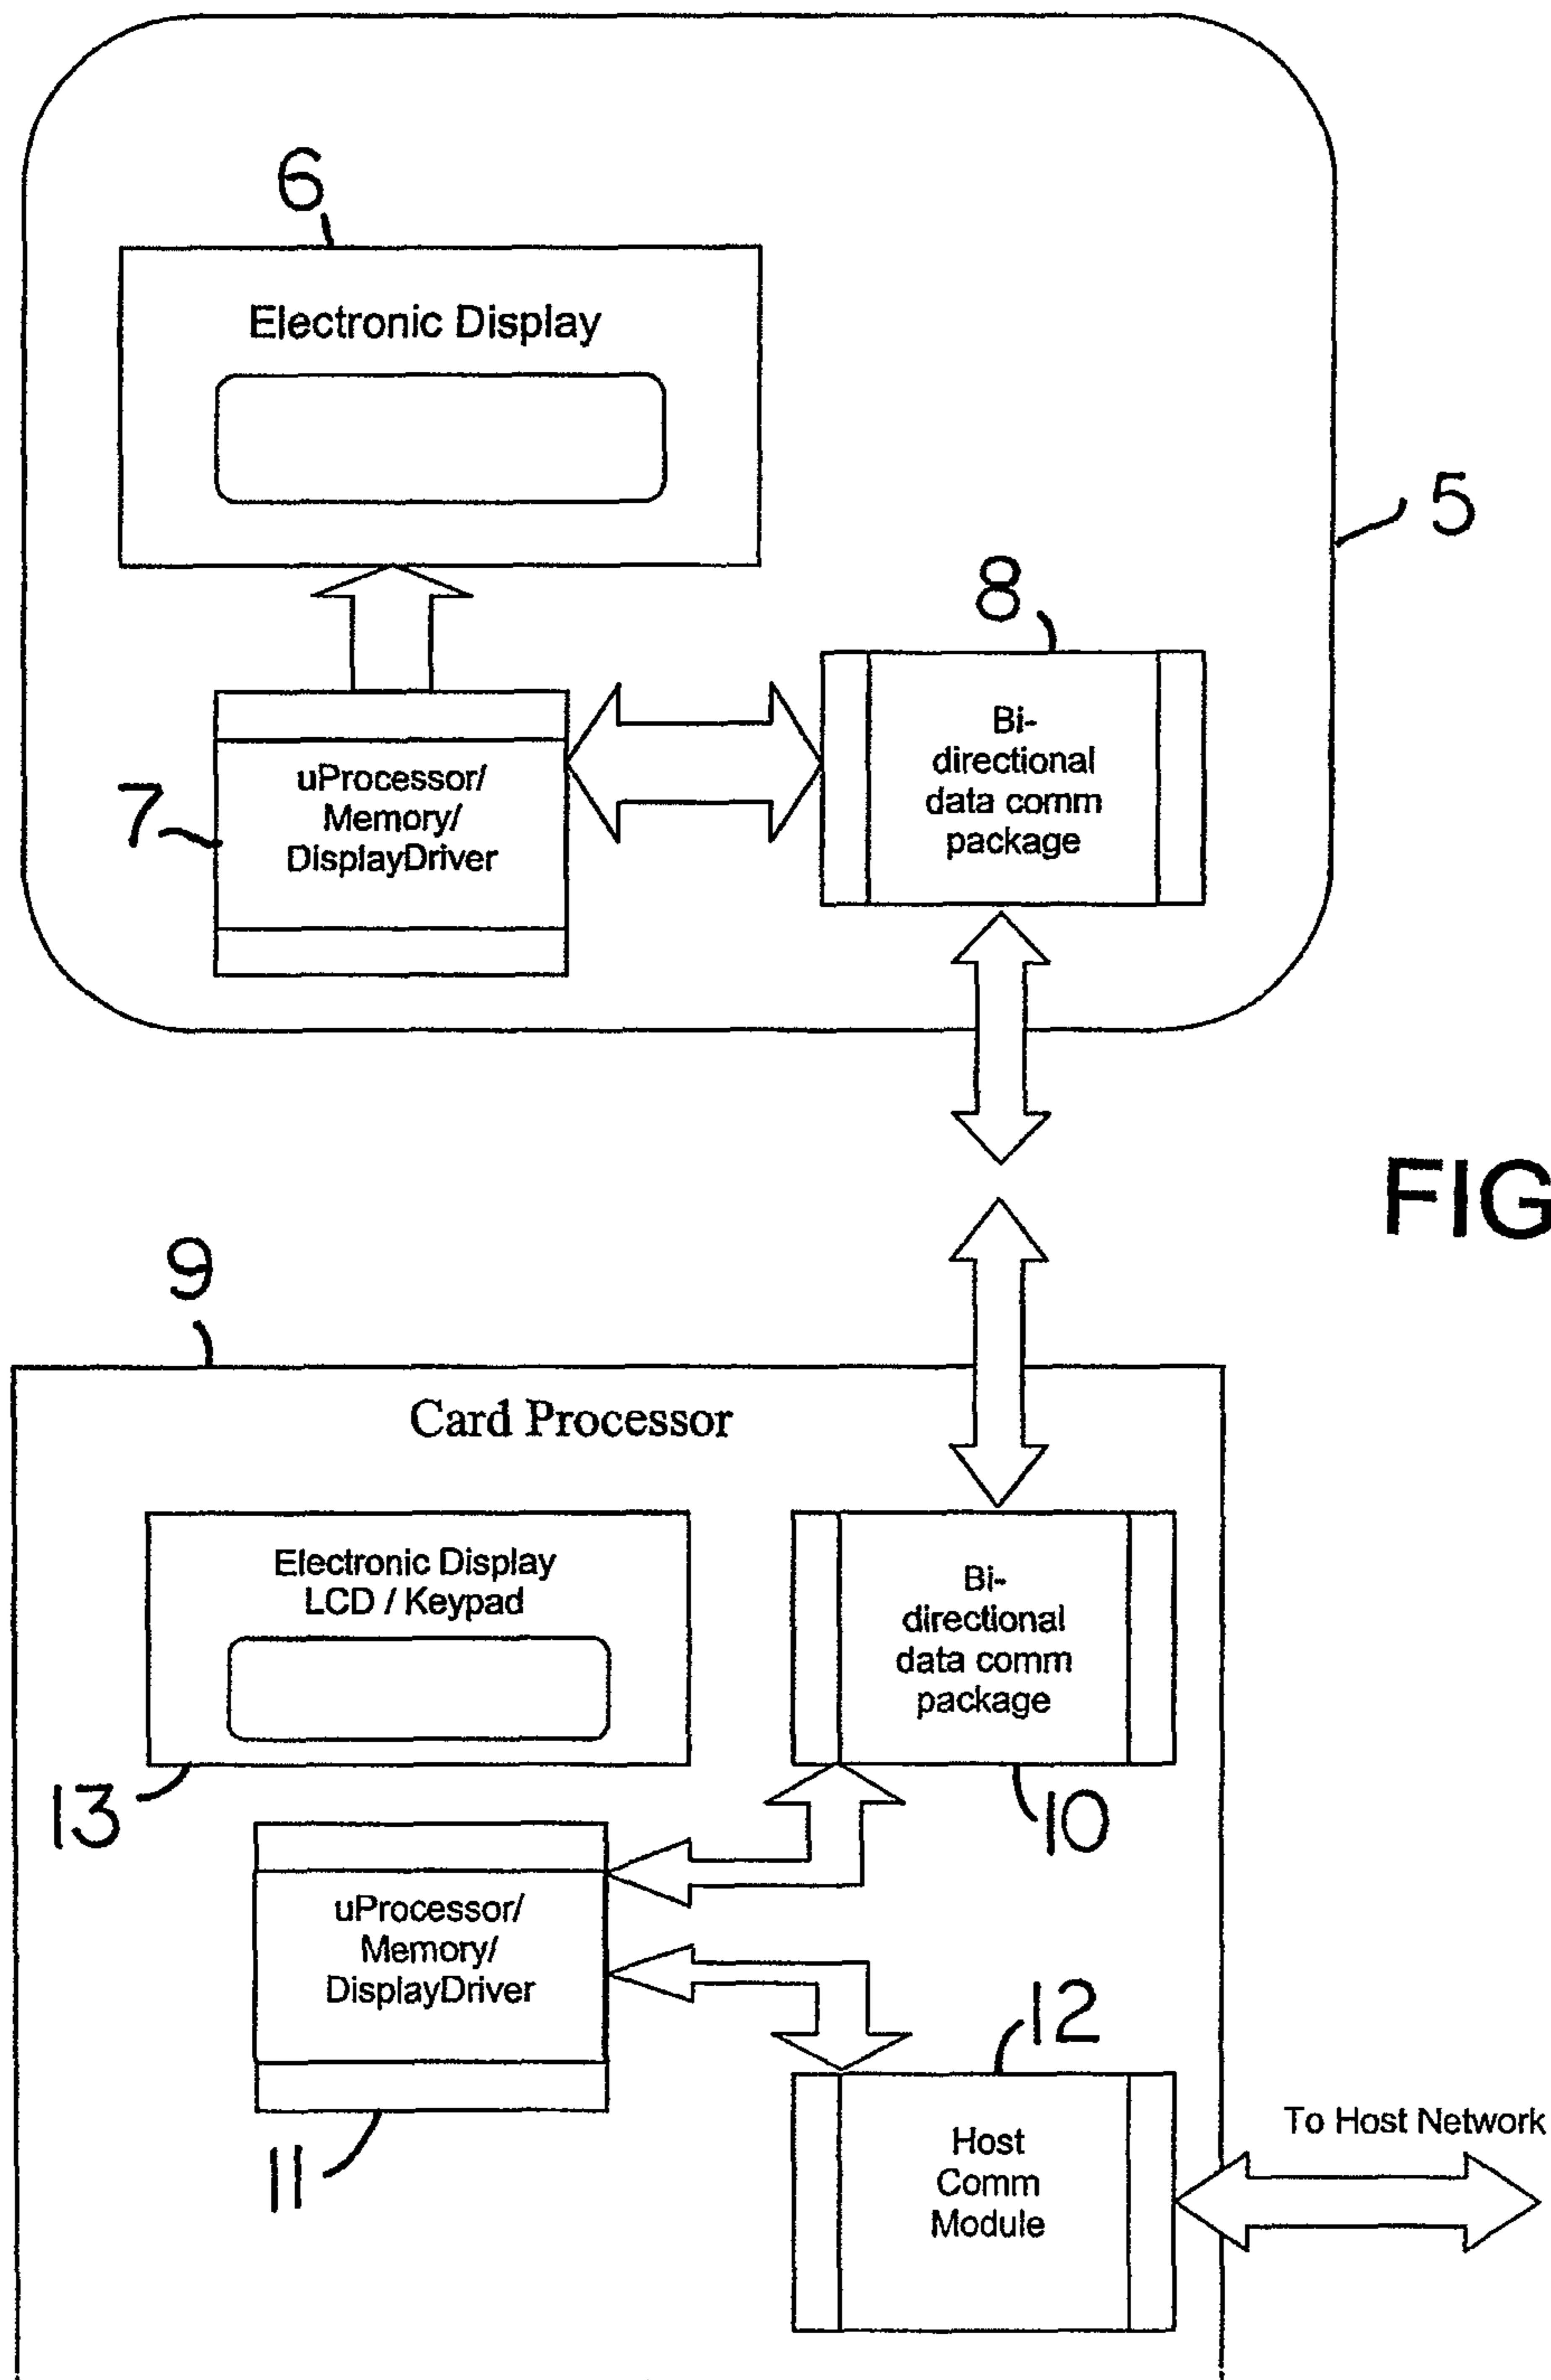 6
Electronic Display
5
8
Bi-
directional
data comm
package
7
uProcessor/
Memory/
DisplayDriver
FIG
9
Card Processor
Electronic Display
LCD / Keypad
Bi-
directional
data comm
package
13
10
uProcessor/
Memory/
DisplayDriver
11
12
Host
Comm
Module
To Host Network